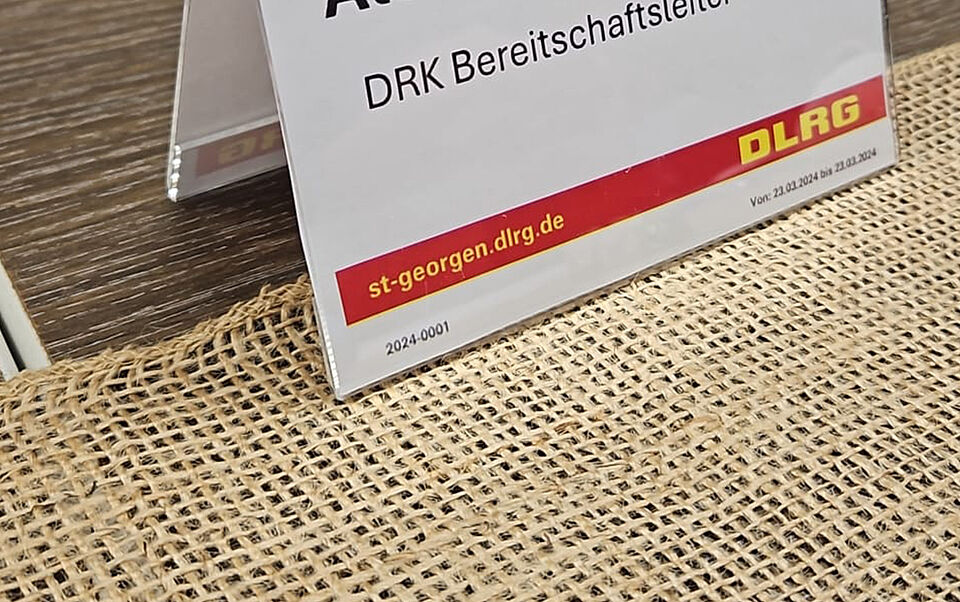 DRK Bereitschaftsleiter
DLRG
st-georgen.dlrg.de
Von: 23.03.2024 bis 23.03.2024
2024-0001